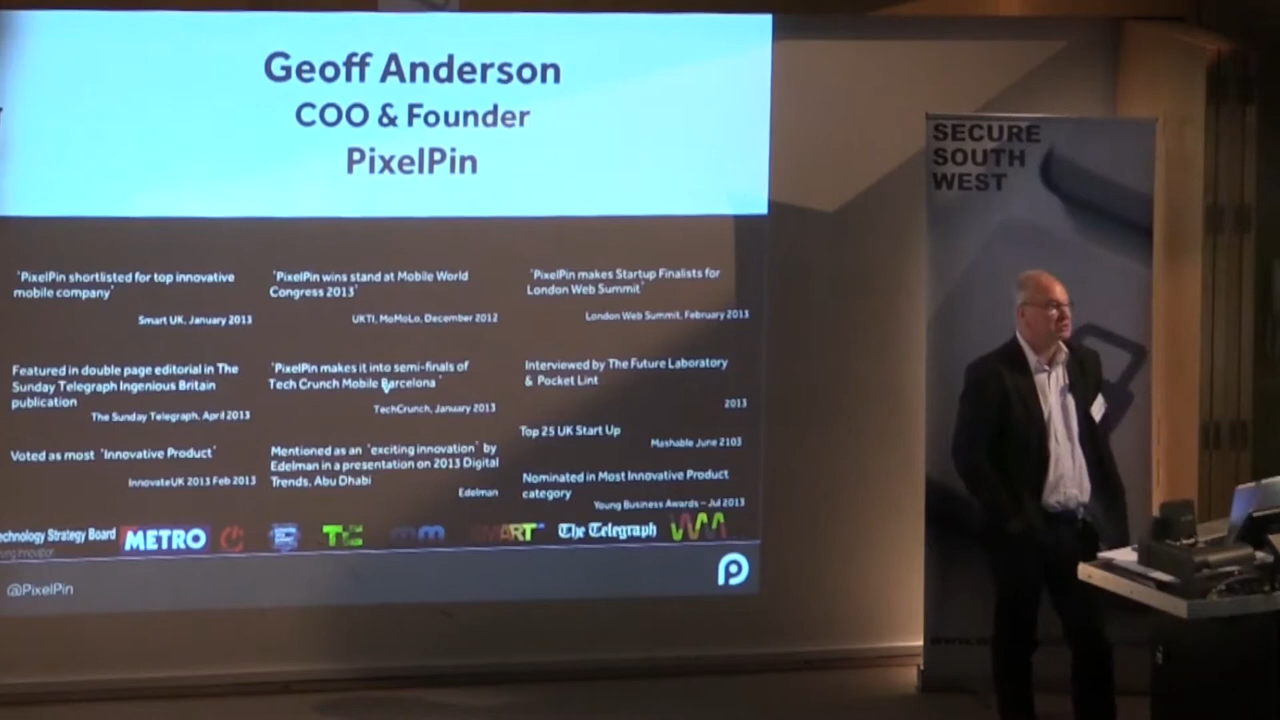 Geoff Anderson
COO & Founder
PixelPin
'PixelPin shortlisted for top innovative
mobile company'
Smart UK, January 2013
'PixelPin wins stand at Mobile World
Congress 2013'
UKTI, MoMoLo, December 2012
'PixelPin makes Startup Finalists for
London Web Summit'
London Web Summit, February 2013
Featured in double page editorial in The
Sunday Telegraph Ingenious Britain
publication
The Sunday Telegraph, April 2013
'PixelPin makes it into semi-finals of
Tech Crunch Mobile Barcelona '
TechCrunch, January 2013
Interviewed by The Future Laboratory
& Pocket Lint
2013
Voted as most 'Innovative Product'
InnovateUK 2013 Feb 2013
Mentioned as an 'exciting innovation' by
Edelman in a presentation on 2013 Digital
Trends, Abu Dhabi
Edelman
Top 25 UK Start Up
Mashable June 2103
Nominated in Most Innovative Product
category
Young Business Awards – Jul 2013
echnology Strategy Board
METRO
The Telegraph
@PixelPin
SECURE
SOUTH
WEST